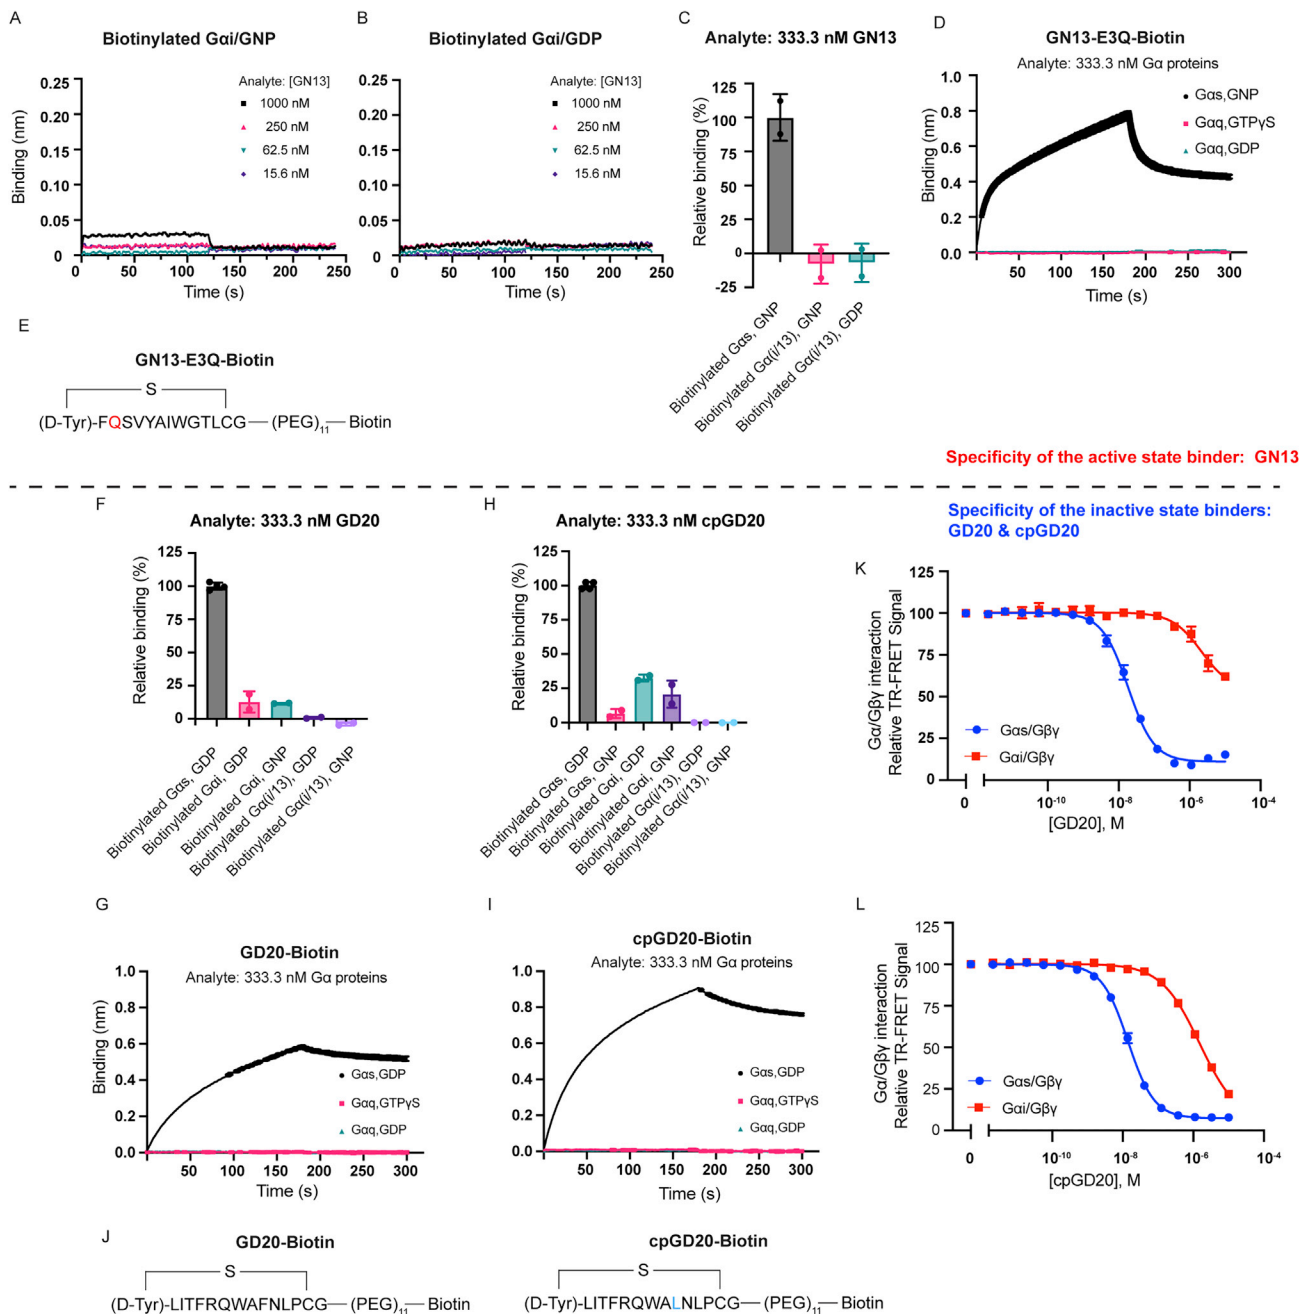 A
Biotinylated Gαi/GNP
Analyte: [GN13]
1000 nM
250 nM
62.5 nM
15.6 nM
Binding (nm)
0.25
0.20
0.15
0.10
0.05
0
50
100
150
200
250
Time (s)
B
Biotinylated Gαi/GDP
Analyte: [GN13]
1000 nM
250 nM
62.5 nM
15.6 nM
0.25
0.20
0.15
0.10
0.05
0
50
100
150
200
250
Time (s)
C
Analyte: 333.3 nM GN13
Relative binding (%)
125
100
75
50
25
0
-25
Biotinylated Gαs, GNP
Biotinylated Gα(i/13), GNP
Biotinylated Gα(i/13), GDP
D
GN13-E3Q-Biotin
Analyte: 333.3 nM Gα proteins
Gαs,GNP
Gαq,GTPγS
Gαq,GDP
Binding (nm)
1.0
0.8
0.6
0.4
0.2
0.0
50
100
150
200
250
300
Time (s)
E
GN13-E3Q-Biotin
S
(D-Tyr)-FQSVYAIWGTLCG—(PEG)11—Biotin
Specificity of the active state binder: GN13
Specificity of the inactive state binders:
GD20 & cpGD20
F
Analyte: 333.3 nM GD20
Relative binding (%)
125
100
75
50
25
0
Biotinylated Gαs, GDP
Biotinylated Gαi, GDP
Biotinylated Gαi, GNP
Biotinylated Gα(i/13), GDP
Biotinylated Gα(i/13), GNP
H
Analyte: 333.3 nM cpGD20
Relative binding (%)
125
100
75
50
25
0
Biotinylated Gαs, GDP
Biotinylated Gαs, GNP
Biotinylated Gαi, GDP
Biotinylated Gαi, GNP
Biotinylated Gα(i/13), GDP
Biotinylated Gα(i/13), GNP
K
Gα/Gβγ interaction
Relative TR-FRET Signal
125
100
75
50
25
0
Gαs/Gβγ
Gαi/Gβγ
0
10-10
10-8
10-6
10-4
[GD20], M
G
GD20-Biotin
Analyte: 333.3 nM Gα proteins
Binding (nm)
1.0
0.8
0.6
0.4
0.2
0.0
Gαs,GDP
Gαq,GTPγS
Gαq,GDP
0
50
100
150
200
250
300
Time (s)
I
cpGD20-Biotin
Analyte: 333.3 nM Gα proteins
1.0
0.8
0.6
0.4
0.2
0.0
Gαs,GDP
Gαq,GTPγS
Gαq,GDP
0
50
100
150
200
250
300
Time (s)
L
Gα/Gβγ interaction
Relative TR-FRET Signal
125
100
75
50
25
0
Gαs/Gβγ
Gαi/Gβγ
0
10-10
10-8
10-6
10-4
[cpGD20], M
J
GD20-Biotin
S
(D-Tyr)-LITFRQWAFNLPCG—(PEG)11—Biotin
cpGD20-Biotin
S
(D-Tyr)-LITFRQWALNLPCG—(PEG)11—Biotin